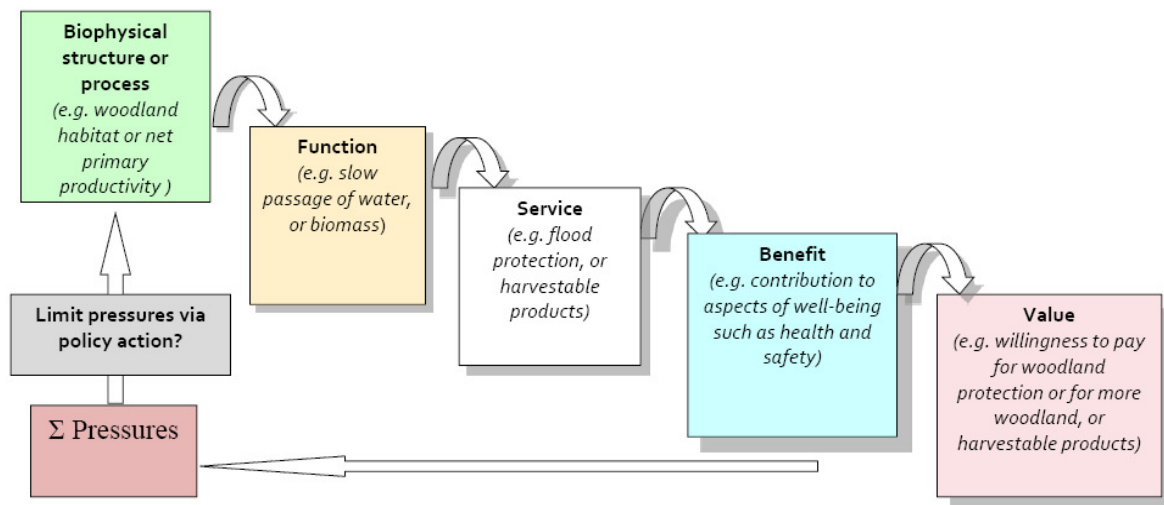 Biophysical
structure or
process
(e.g. woodland
habitat or net
primary
productivity )
Function
(e.g. slow
passage of water,
or biomass)
Service
(e.g. flood
protection, or
harvestable
products)
Benefit
(e.g. contribution to
aspects of well-being
such as health and
safety)
Value
(e.g. willingness to pay
for woodland
protection or for more
woodland, or
harvestable products)
Limit pressures via
policy action?
Σ Pressures